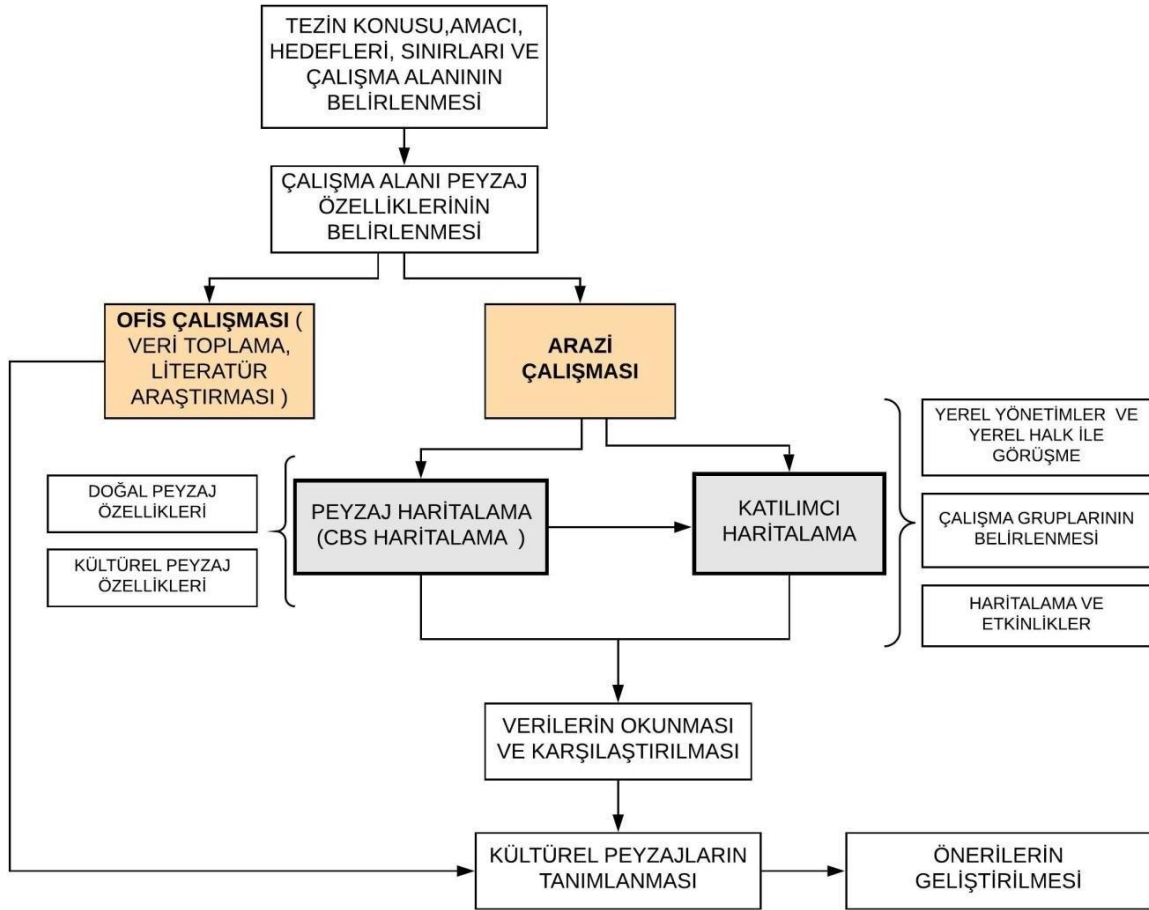 TEZİN KONUSU,AMACI,
HEDEFLERİ, SINIRLARI VE
ÇALIŞMA ALANININ
BELİRLENMESİ
ÇALIŞMA ALANI PEYZAJ
ÖZELLİKLERİNİN
BELİRLENMESİ
OFİS ÇALIŞMASI (
VERİ TOPLAMA,
LİTERATÜR
ARAŞTIRMASI )
ARAZİ
ÇALIŞMASI
DOĞAL PEYZAJ
ÖZELLİKLERİ
KÜLTÜREL PEYZAJ
ÖZELLİKLERİ
PEYZAJ HARİTALAMA
(CBS HARİTALAMA )
KATILIMCI
HARİTALAMA
YEREL YÖNETİMLER VE
YEREL HALK İLE
GÖRÜŞME
ÇALIŞMA GRUPLARININ
BELİRLENMESİ
HARİTALAMA VE
ETKİNLİKLER
VERİLERİN OKUNMASI
VE KARŞILAŞTIRILMASI
KÜLTÜREL PEYZAJLARIN
TANIMLANMASI
ÖNERİLERİN
GELİŞTİRİLMESİ